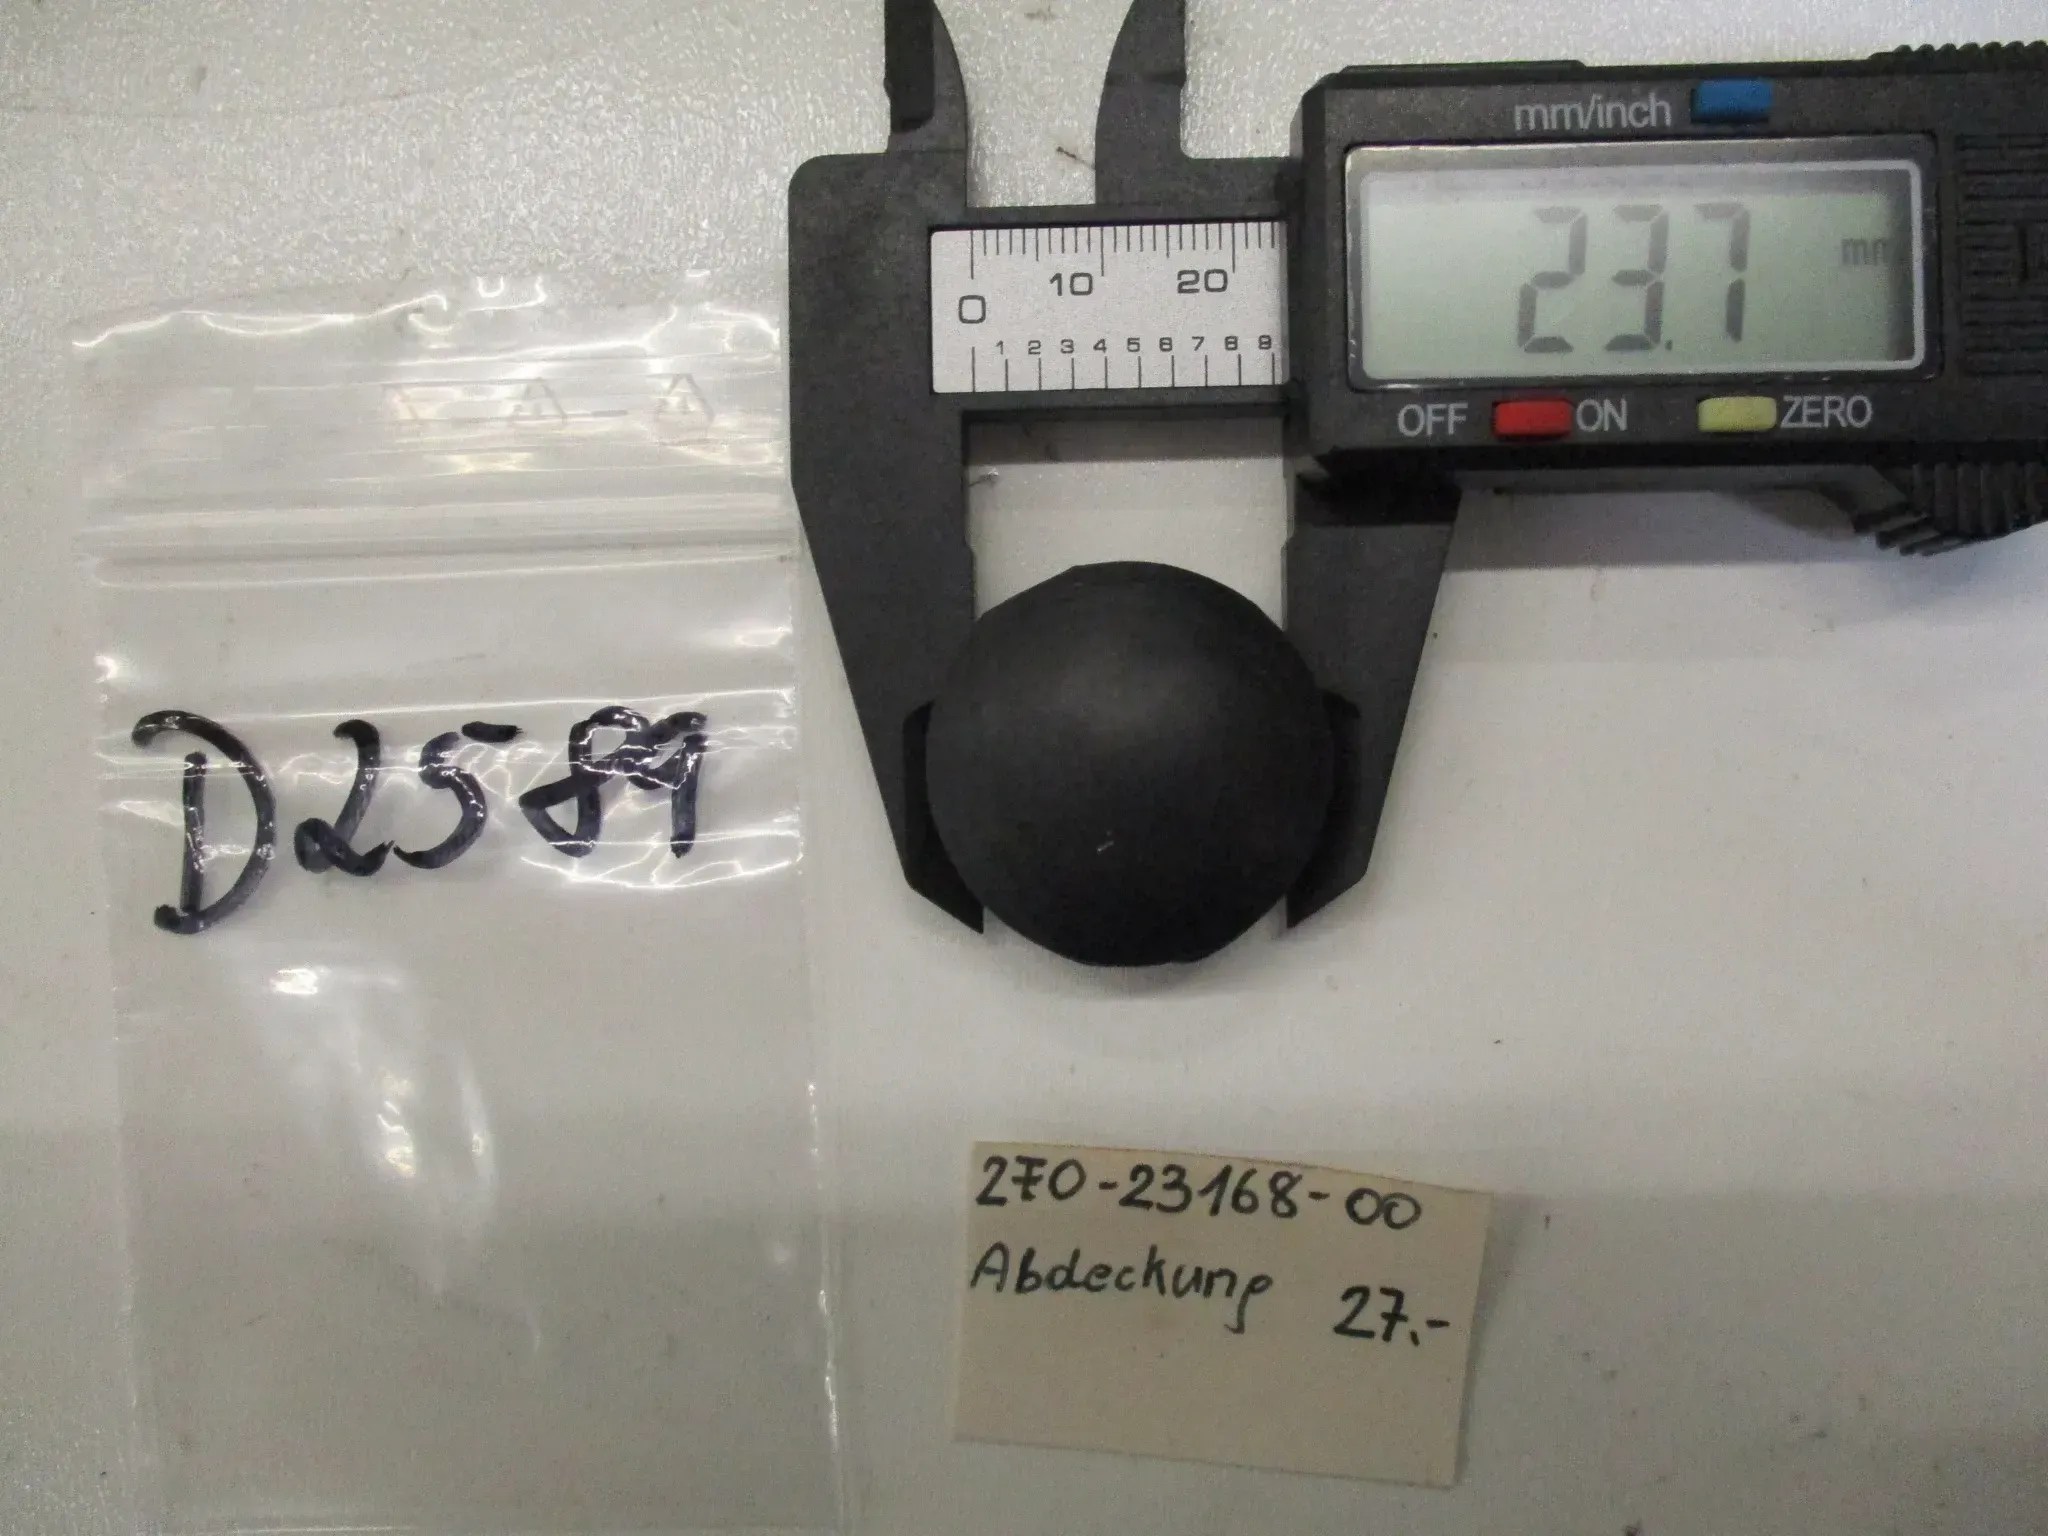 mm/inch
23.7 mm
0 10 20
1 2 3 4 5 6 7 8 9
OFF ON ZERO
D2589
270-23168-00
Abdeckung 27.-